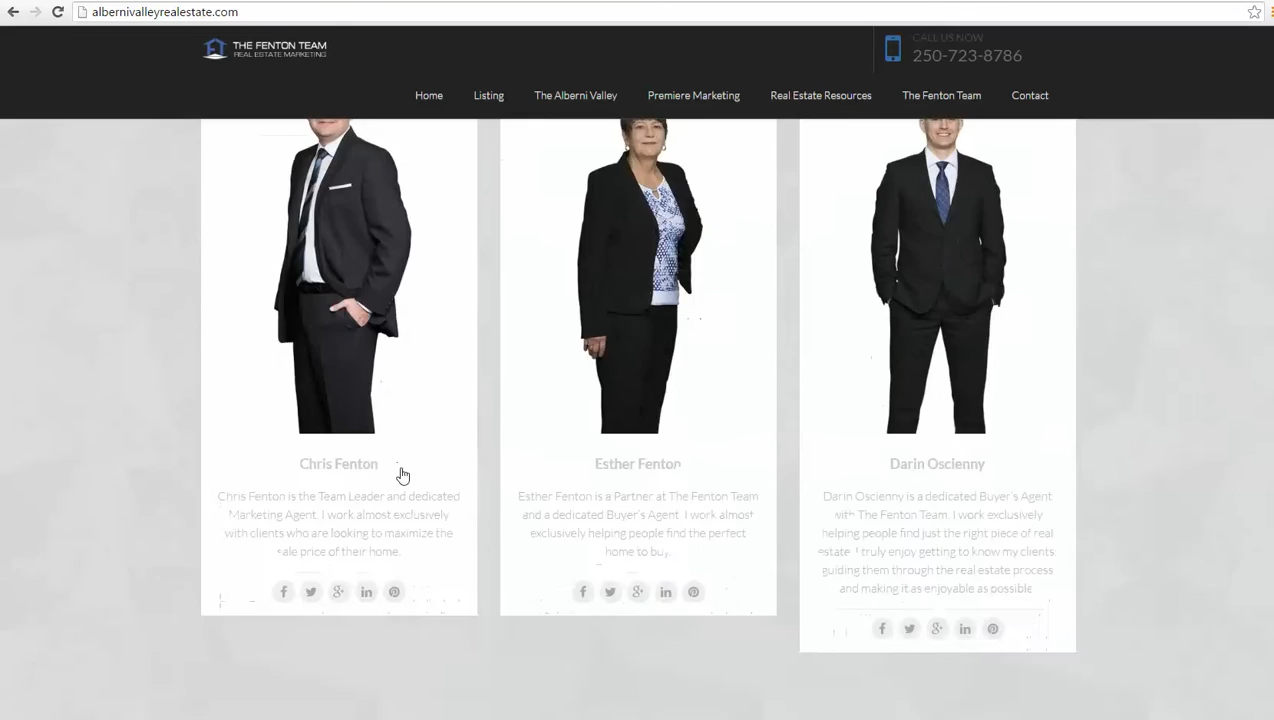 albernivalleyrealestate.com
THE FENTON TEAM
REAL ESTATE MARKETING
CALL US NOW
250-723-8786
Home Listing The Alberni Valley Premiere Marketing Real Estate Resources The Fenton Team Contact
Chris Fenton
Chris Fenton is the Team Leader and dedicated
Marketing Agent. I work almost exclusively
with clients who are looking to maximize the
sale price of their home.
Esther Fenton
Esther Fenton is a Partner at The Fenton Team
and a dedicated Buyer's Agent. I work almost
exclusively helping people find the perfect
home to buy.
Darin Oscienny
Darin Oscienny is a dedicated Buyer's Agent
with The Fenton Team. I work exclusively
helping people find just the right piece of real
estate. I truly enjoy getting to know my clients,
guiding them through the real estate process
and making it as enjoyable as possible